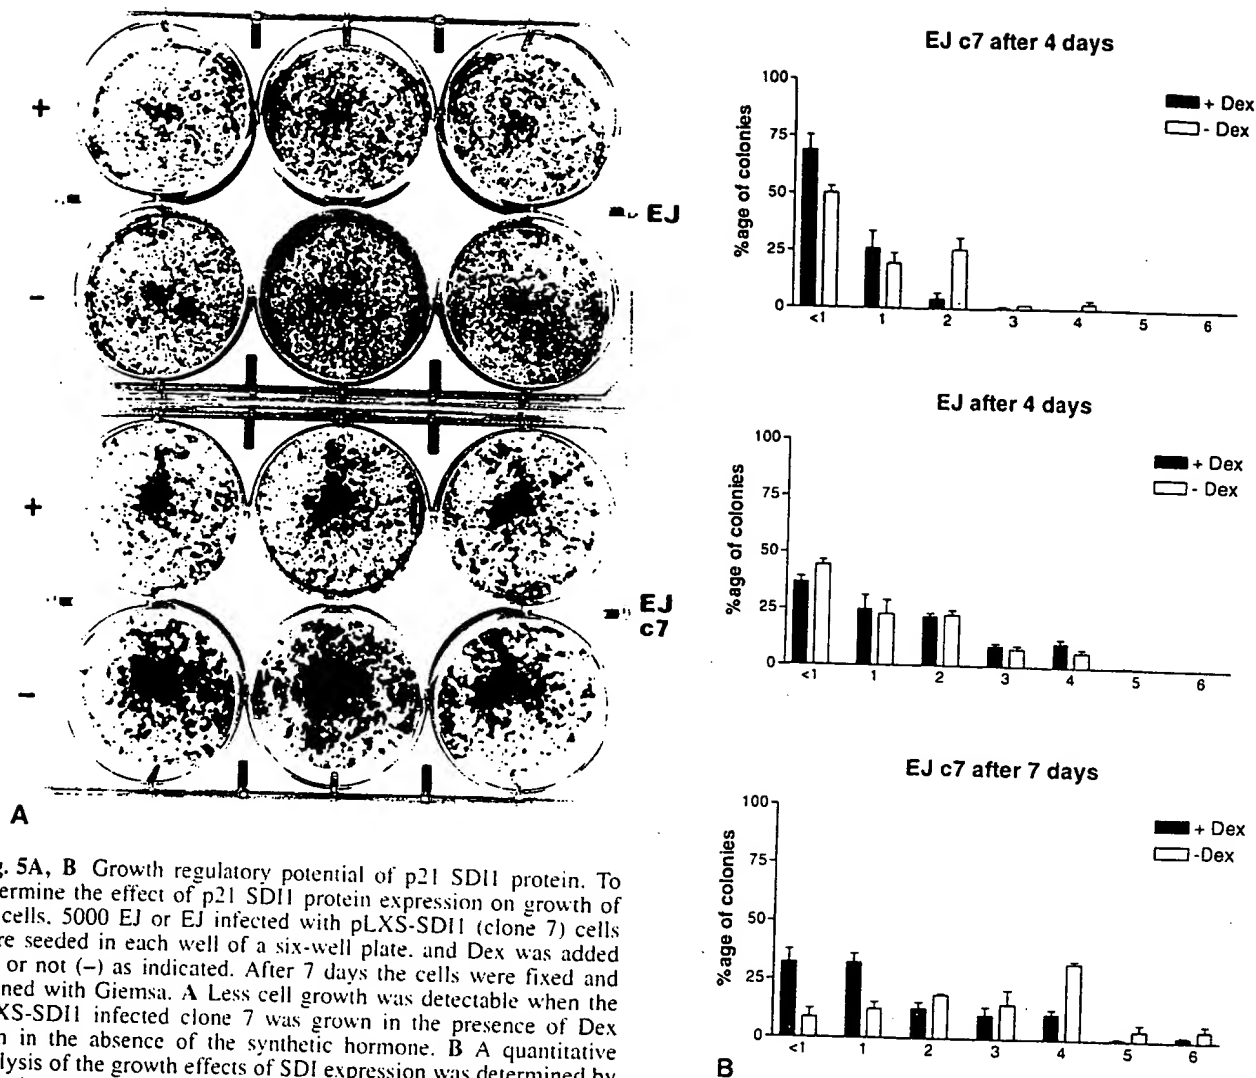 +
-
+
-
EJ
EJ
c7
A
g. 5A, B Growth regulatory potential of p21 SDI1 protein. To
ermine the effect of p21 SDI1 protein expression on growth of
cells. 5000 EJ or EJ infected with pLXS-SDI1 (clone 7) cells
re seeded in each well of a six-well plate. and Dex was added
or not (–) as indicated. After 7 days the cells were fixed and
ined with Giemsa. A Less cell growth was detectable when the
XS-SDI1 infected clone 7 was grown in the presence of Dex
n in the absence of the synthetic hormone. B A quantitative
lysis of the growth effects of SDI expression was determined by
EJ c7 after 4 days
100
75
50
25
0
%age of colonies
+ Dex
- Dex
<1 1 2 3 4 5 6
EJ after 4 days
100
75
50
25
0
%age of colonies
+ Dex
- Dex
<1 1 2 3 4 5 6
EJ c7 after 7 days
100
75
50
25
0
%age of colonies
+ Dex
-Dex
<1 1 2 3 4 5 6
B